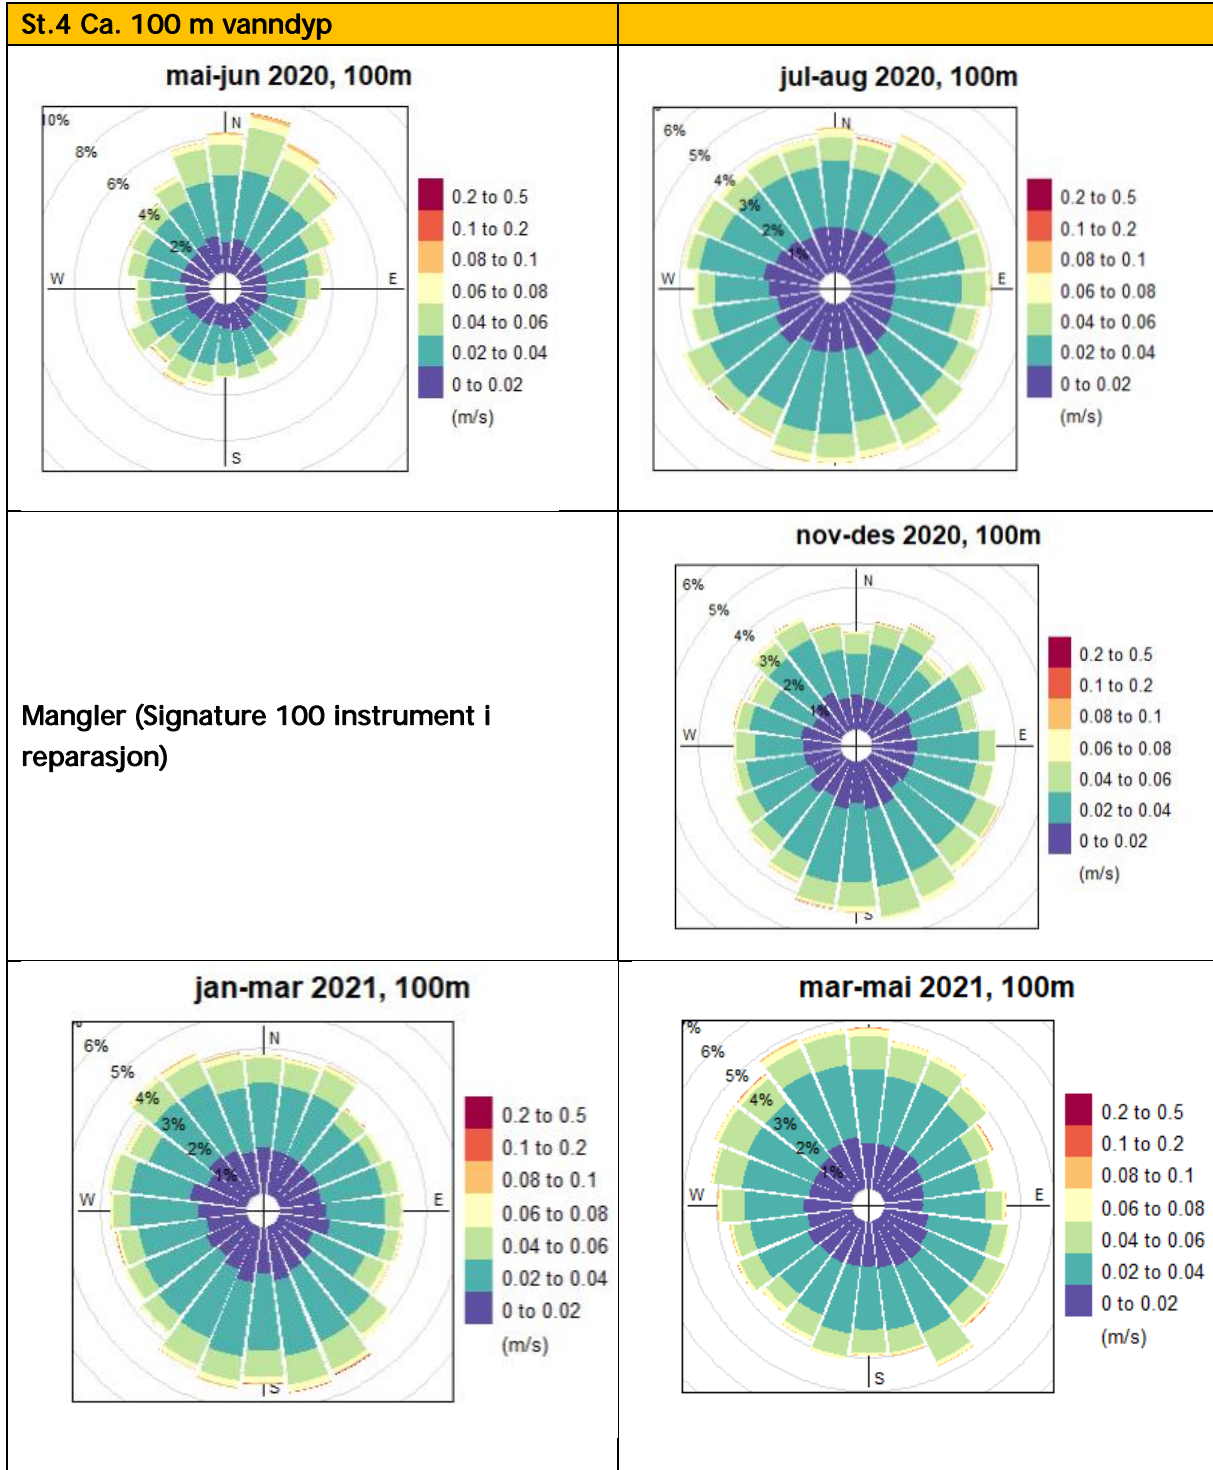 St.4 Ca. 100 m vanndyp
mai-jun 2020, 100m
10%
8%
6%
4%
2%
N
W
E
S
0.2 to 0.5
0.1 to 0.2
0.08 to 0.1
0.06 to 0.08
0.04 to 0.06
0.02 to 0.04
0 to 0.02
(m/s)
jul-aug 2020, 100m
6%
5%
4%
3%
2%
1%
N
W
E
0.2 to 0.5
0.1 to 0.2
0.08 to 0.1
0.06 to 0.08
0.04 to 0.06
0.02 to 0.04
0 to 0.02
(m/s)
Mangler (Signature 100 instrument i
reparasjon)
nov-des 2020, 100m
6%
5%
4%
3%
2%
1%
N
W
E
S
0.2 to 0.5
0.1 to 0.2
0.08 to 0.1
0.06 to 0.08
0.04 to 0.06
0.02 to 0.04
0 to 0.02
(m/s)
jan-mar 2021, 100m
6%
5%
4%
3%
2%
1%
N
W
E
S
0.2 to 0.5
0.1 to 0.2
0.08 to 0.1
0.06 to 0.08
0.04 to 0.06
0.02 to 0.04
0 to 0.02
(m/s)
mar-mai 2021, 100m
7%
6%
5%
4%
3%
2%
1%
W
E
S
0.2 to 0.5
0.1 to 0.2
0.08 to 0.1
0.06 to 0.08
0.04 to 0.06
0.02 to 0.04
0 to 0.02
(m/s)